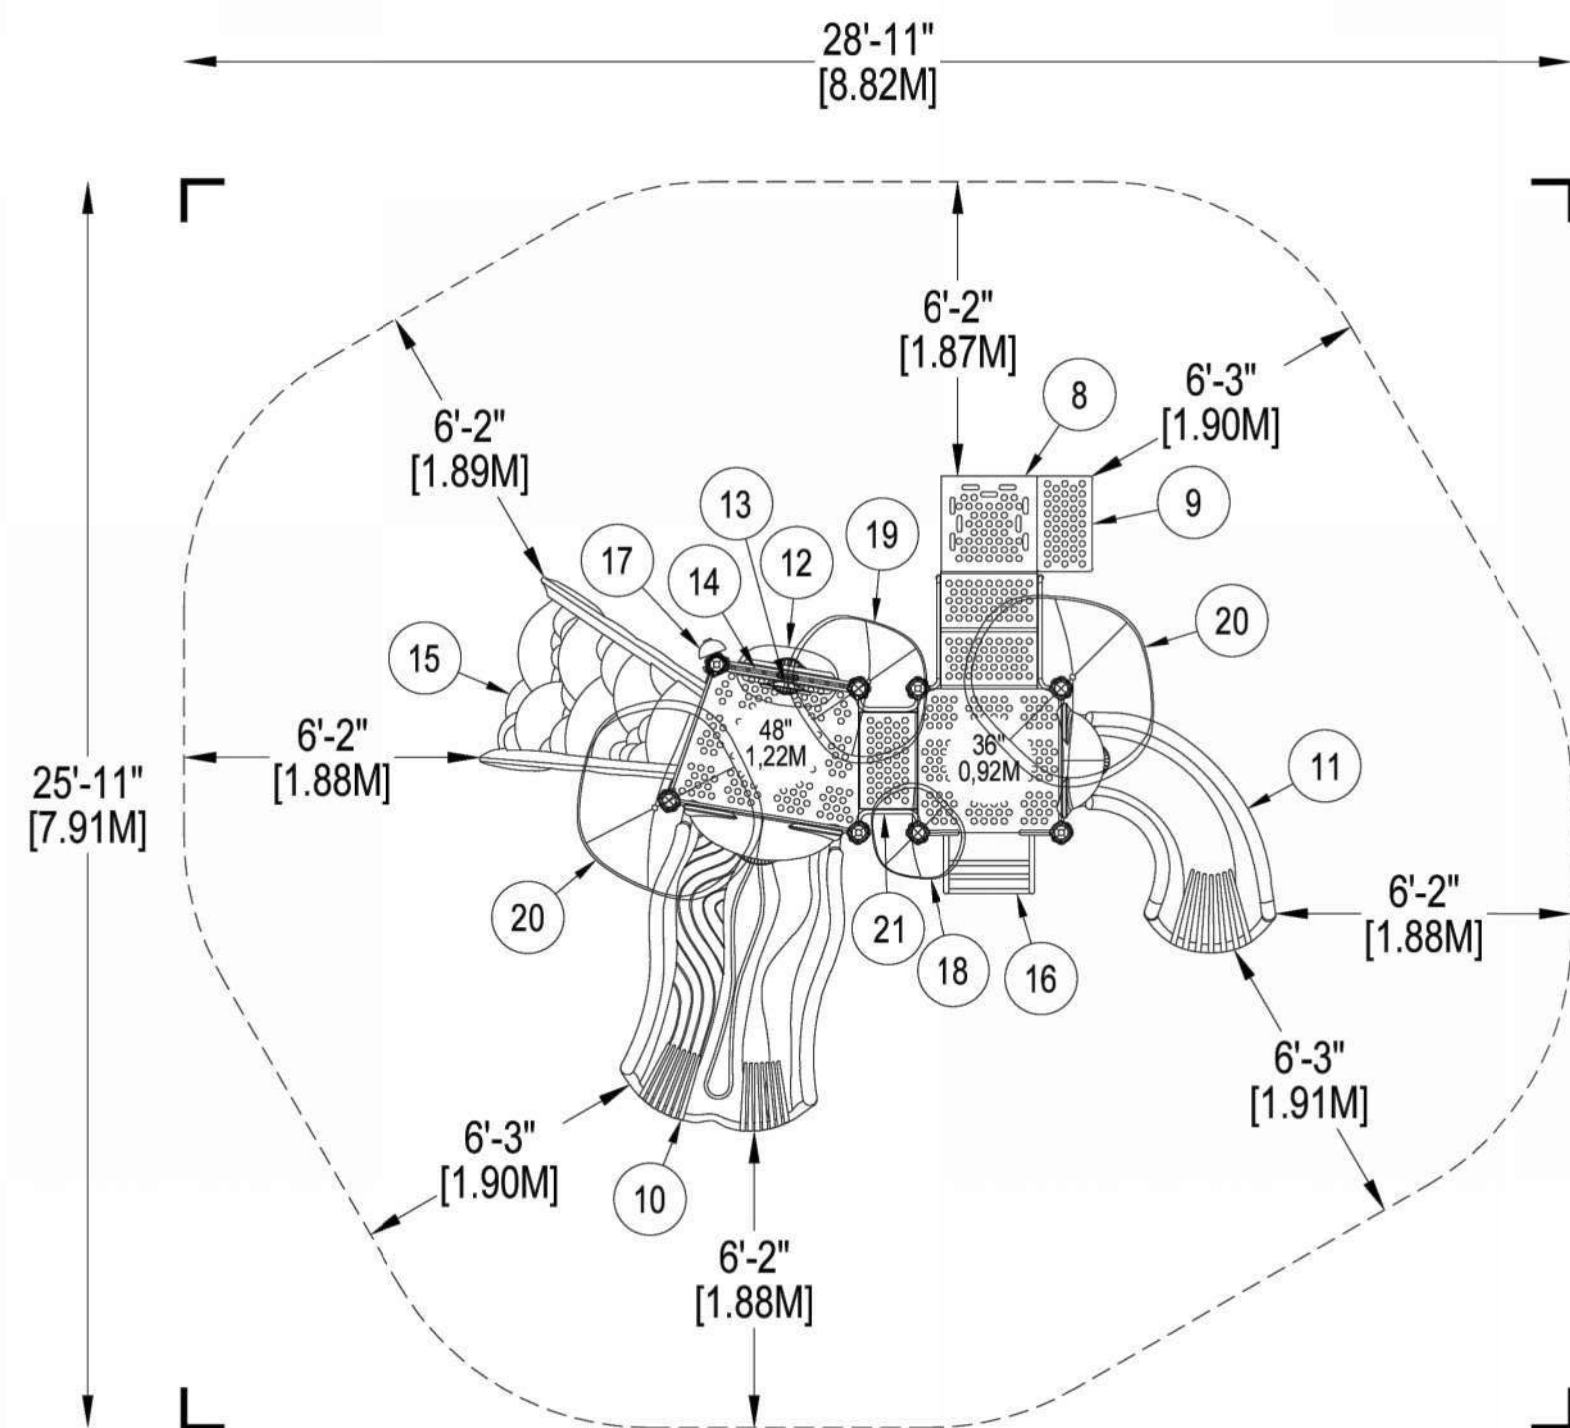 28'-11"
[8.82M]
6'-2"
[1.87M]
8
6'-3"
[1.90M]
6'-2"
[1.89M]
13
9
19
12
17
14
20
15
48"
1,22M
36"
0,92M
6'-2"
[1.88M]
11
25'-11"
[7.91M]
20
21
6'-2"
[1.88M]
18
16
6'-3"
[1.91M]
6'-3"
[1.90M]
10
6'-2"
[1.88M]